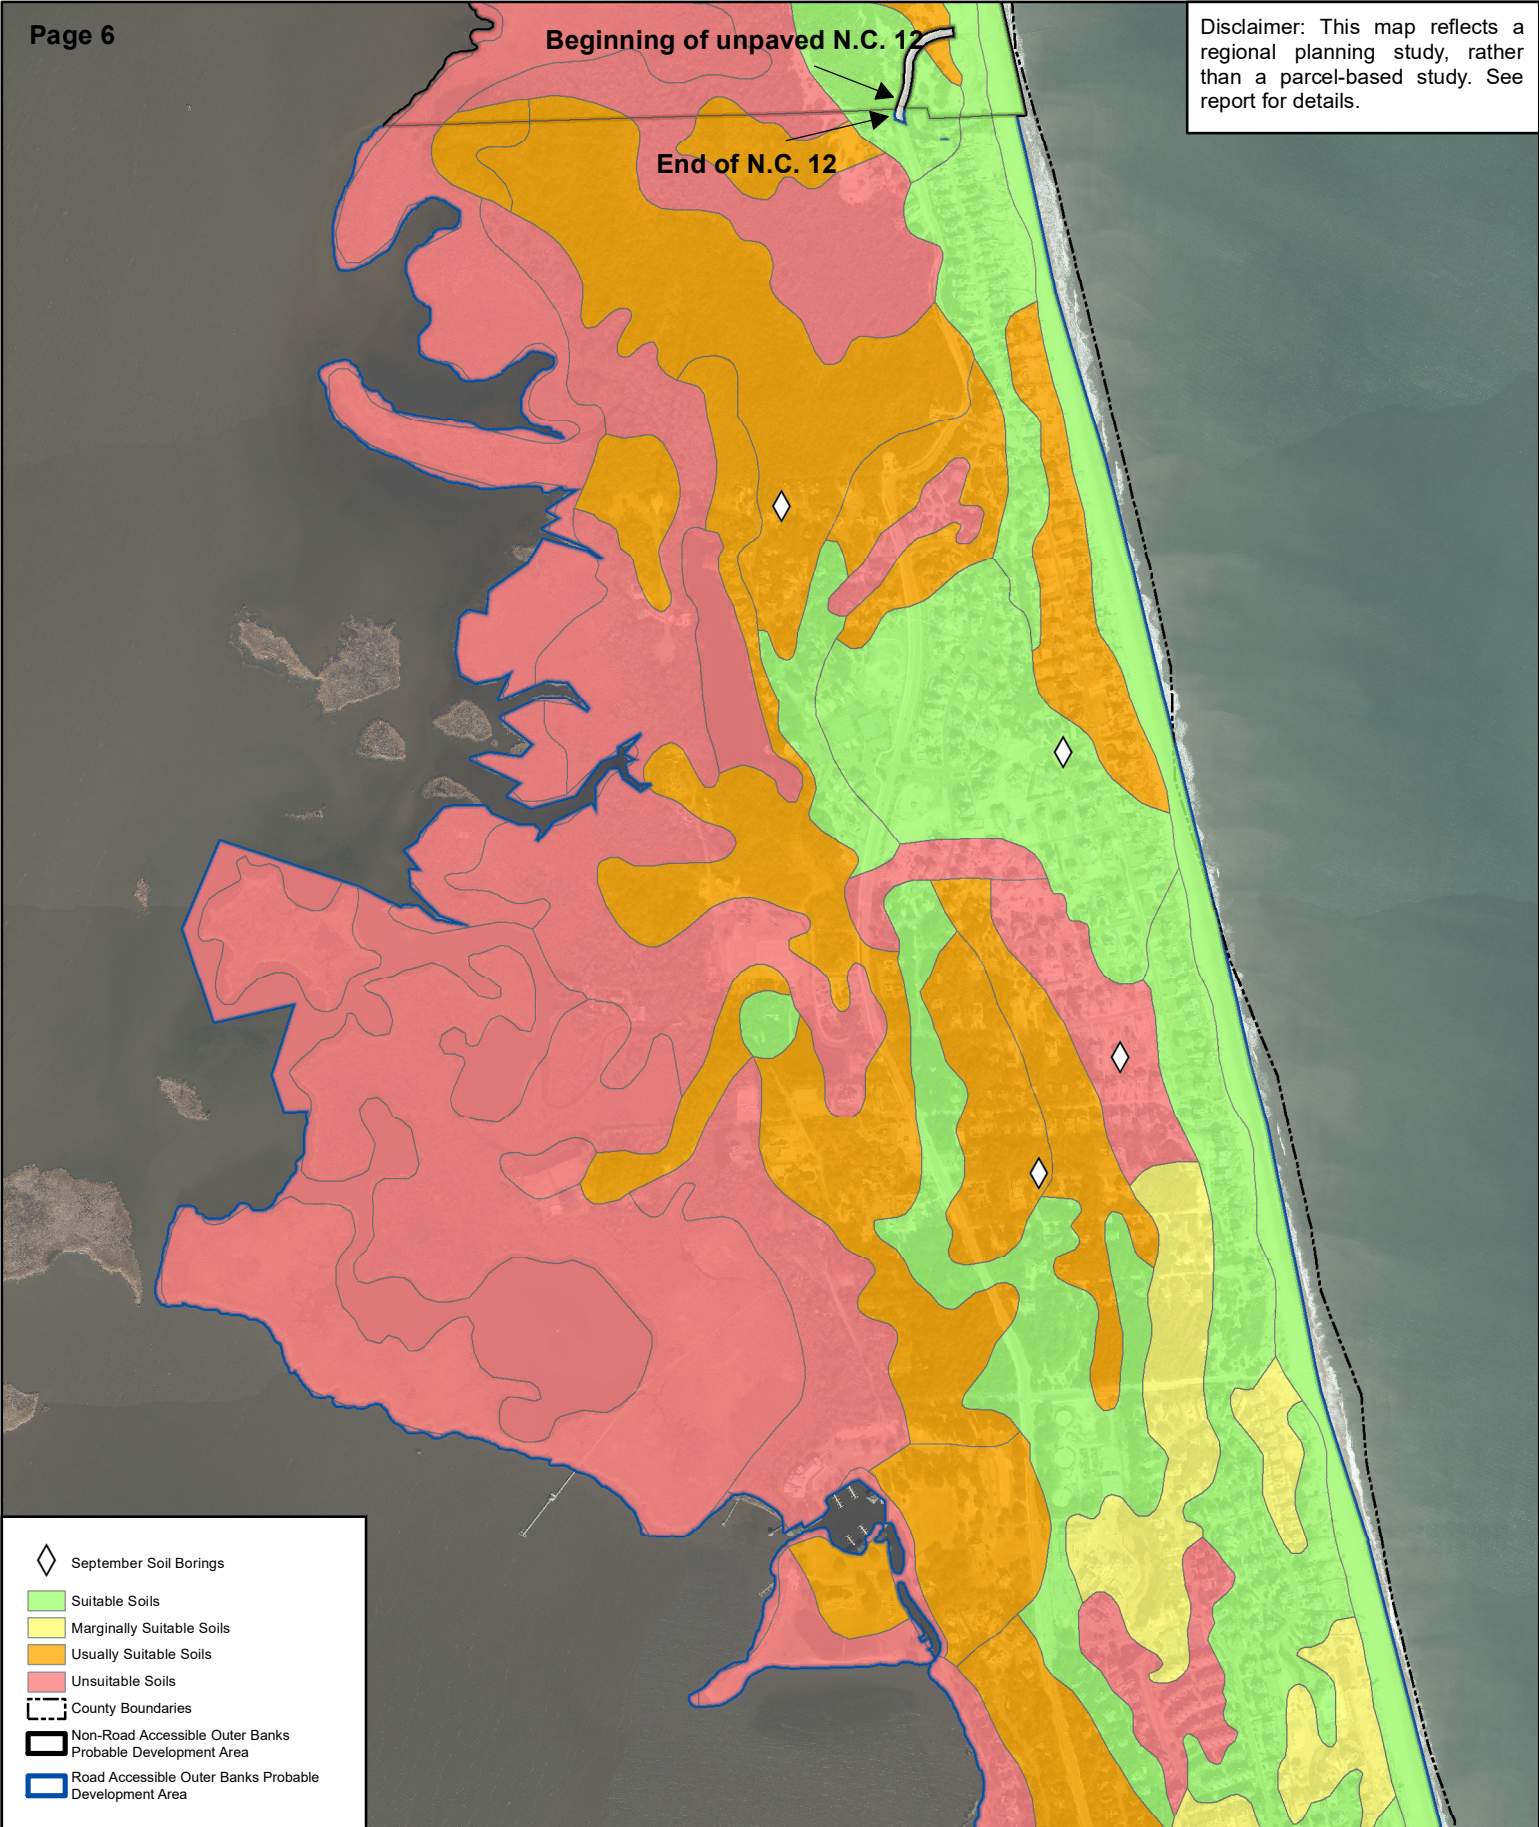 Page 6
Beginning of unpaved N.C. 12
End of N.C. 12
Disclaimer: This map reflects a
regional planning study, rather
than a parcel-based study. See
report for details.
September Soil Borings
Suitable Soils
Marginally Suitable Soils
Usually Suitable Soils
Unsuitable Soils
County Boundaries
Non-Road Accessible Outer Banks
Probable Development Area
Road Accessible Outer Banks Probable
Development Area